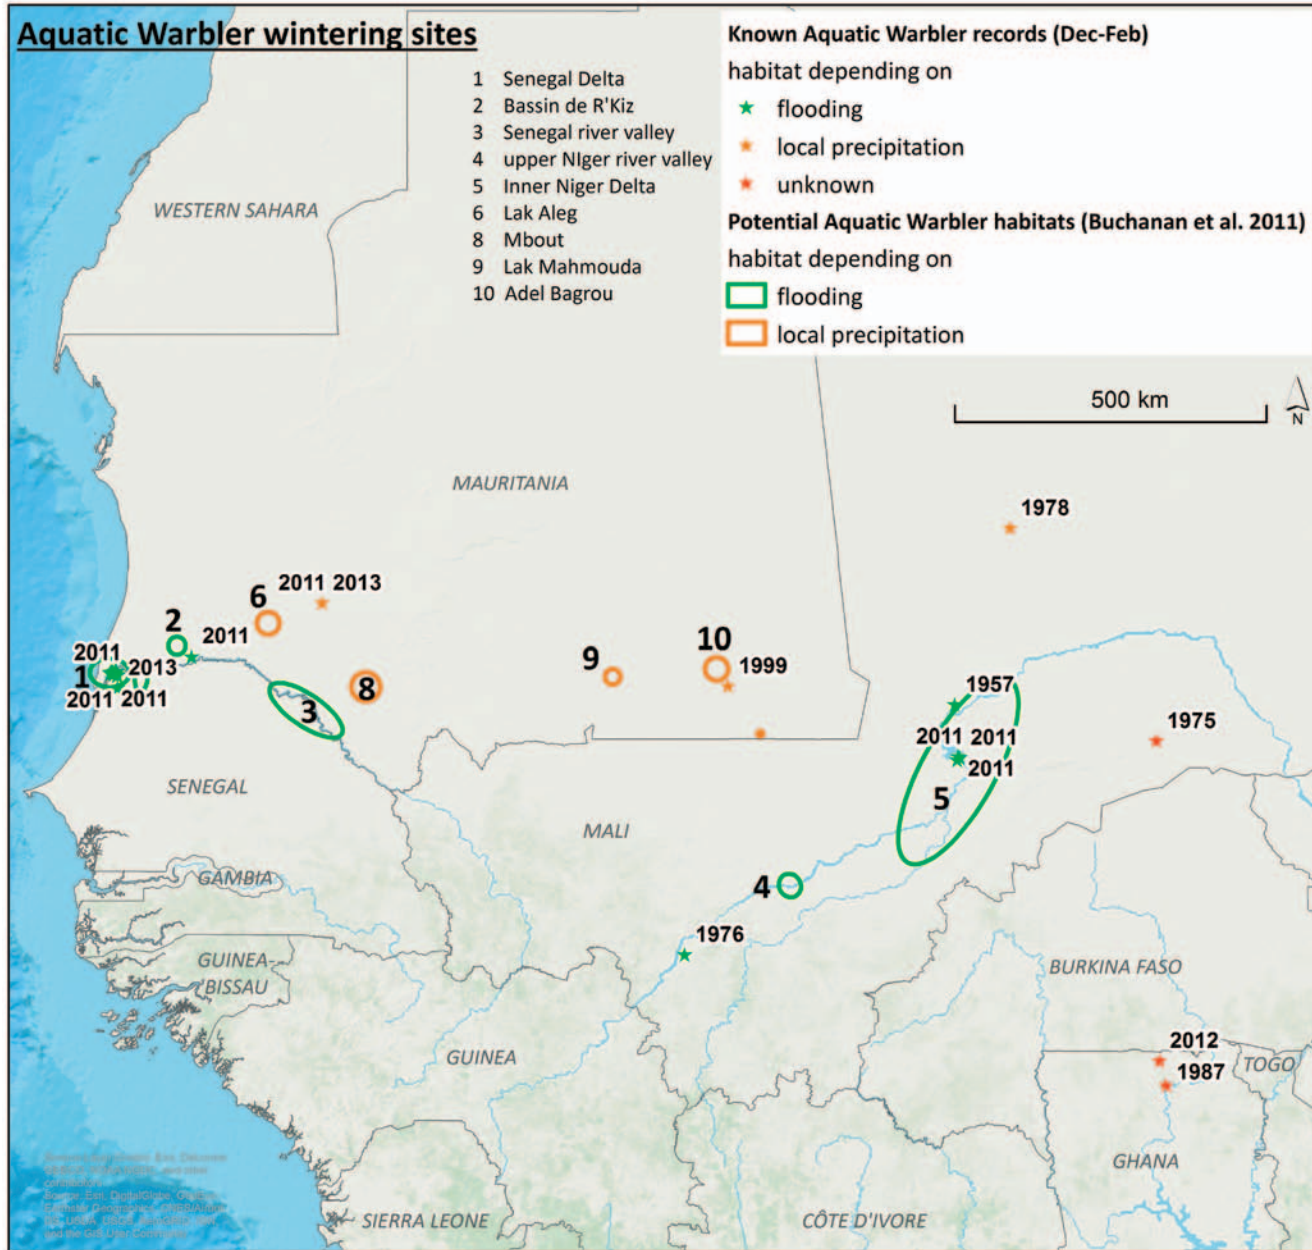 Aquatic Warbler wintering sites
1 Senegal Delta
2 Bassin de R'Kiz
3 Senegal river valley
4 upper NIger river valley
5 Inner Niger Delta
6 Lak Aleg
8 Mbout
9 Lak Mahmouda
10 Adel Bagrou
Known Aquatic Warbler records (Dec-Feb)
habitat depending on
flooding
local precipitation
unknown
Potential Aquatic Warbler habitats (Buchanan et al. 2011)
habitat depending on
flooding
local precipitation
500 km
N
WESTERN SAHARA
MAURITANIA
1978
6
2011 2013
2
2011
10
9
1999
2011
1
2013
2011
2011
8
3
1957
1975
2011
2011
2011
5
SENEGAL
MALI
GAMBIA
4
1976
GUINEA-
BISSAU
BURKINA FASO
GUINEA
2012
TOGO
1987
GHANA
SIERRA LEONE
CÔTE D'IVORE
Source: Esri, DigitalGlobe,